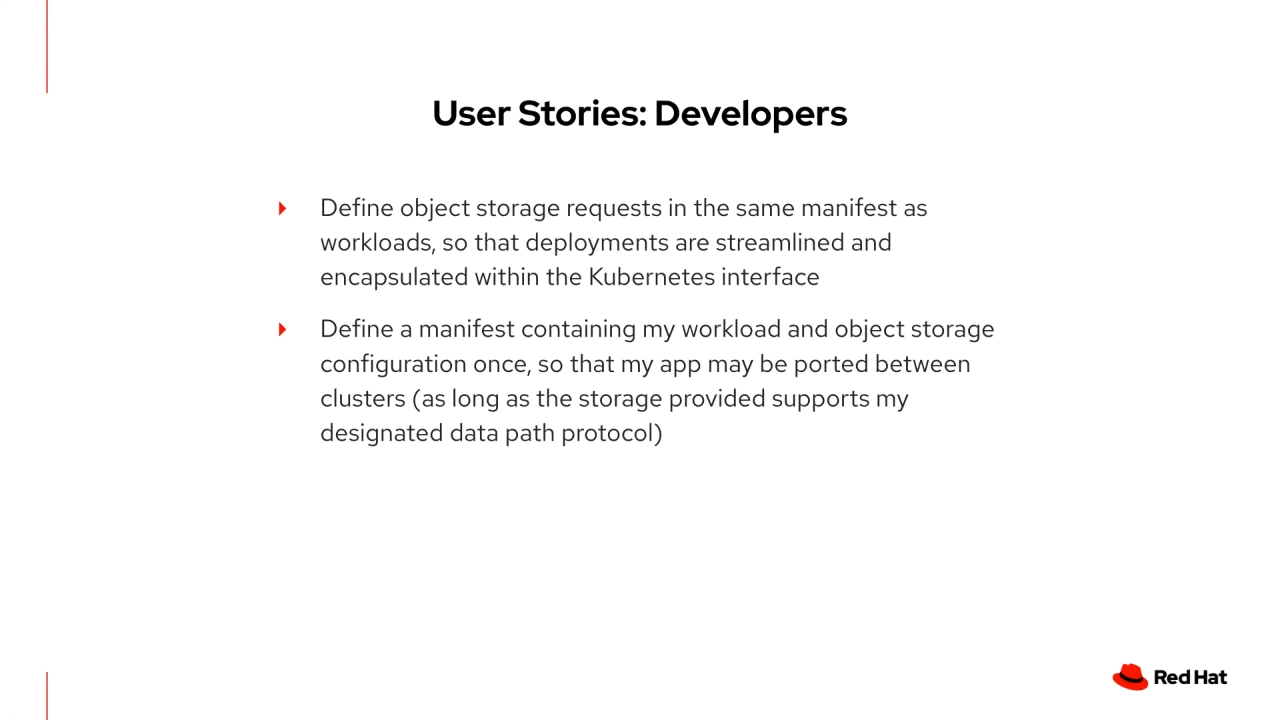 User Stories: Developers
Define object storage requests in the same manifest as
workloads, so that deployments are streamlined and
encapsulated within the Kubernetes interface
Define a manifest containing my workload and object storage
configuration once, so that my app may be ported between
clusters (as long as the storage provided supports my
designated data path protocol)
Red Hat